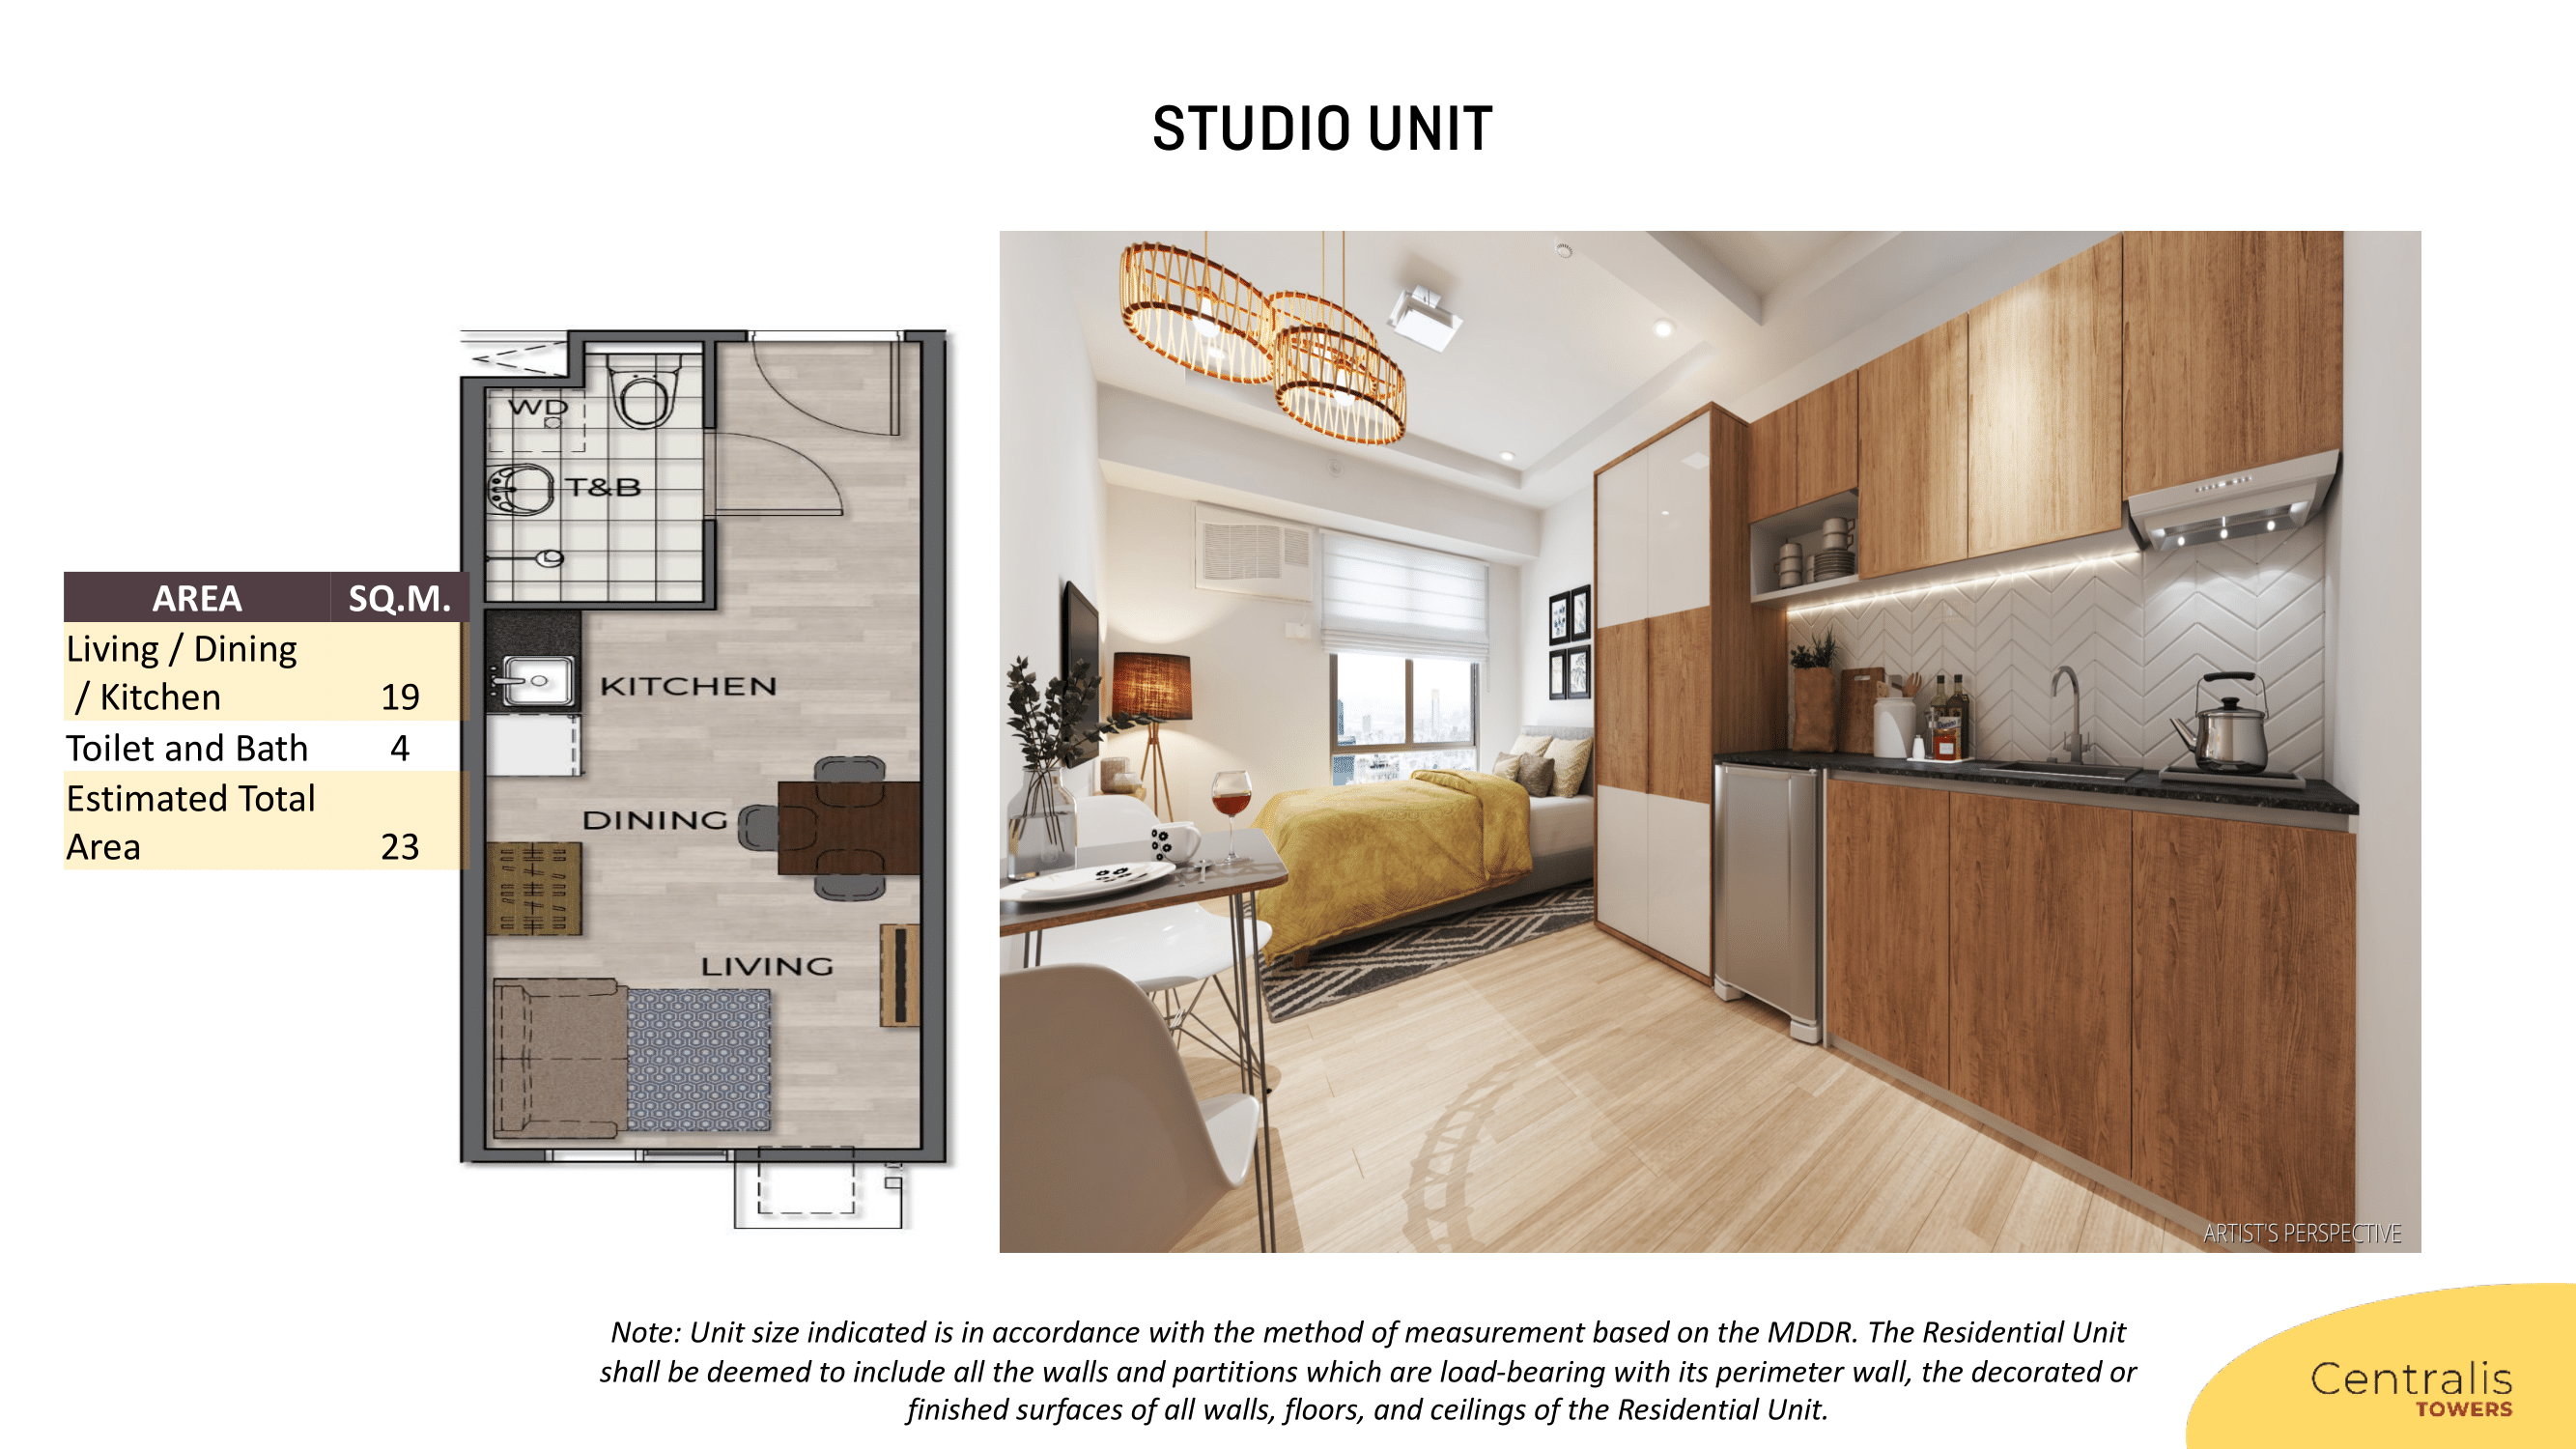 STUDIO UNIT
WD
T&B
KITCHEN
DINING
LIVING
AREA SQ.M.
Living / Dining
/ Kitchen 19
Toilet and Bath 4
Estimated Total
Area 23
ARTIST'S PERSPECTIVE
Note: Unit size indicated is in accordance with the method of measurement based on the MDDR. The Residential Unit
shall be deemed to include all the walls and partitions which are load-bearing with its perimeter wall, the decorated or
finished surfaces of all walls, floors, and ceilings of the Residential Unit.
Centralis
TOWERS